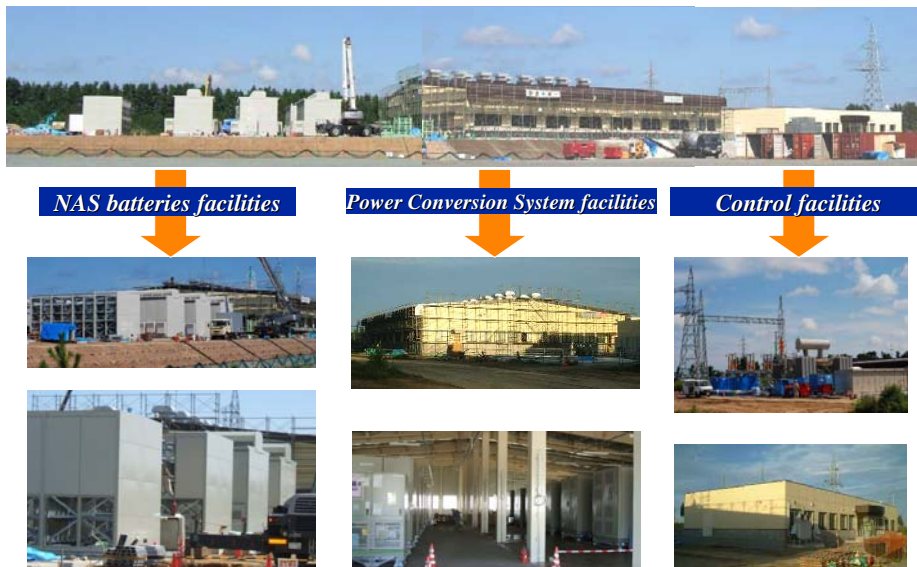 NAS batteries facilities
Power Conversion System facilities
Control facilities